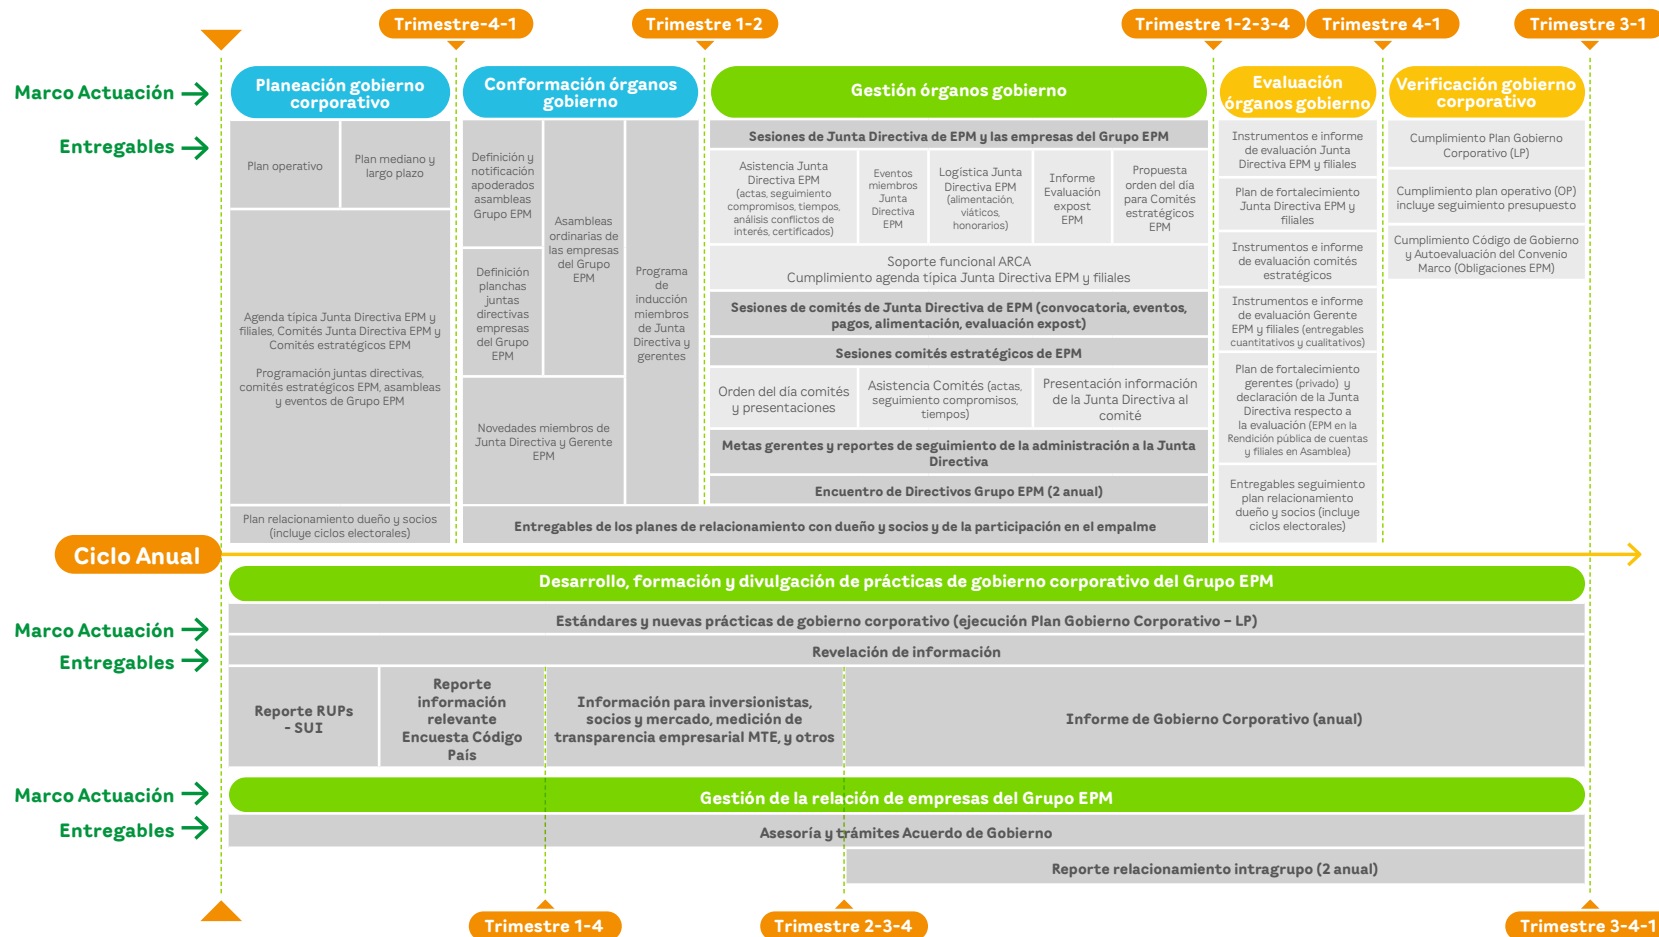 Trimestre-4-1
Trimestre 1-2
Trimestre 1-2-3-4
Trimestre 4-1
Trimestre 3-1
Marco Actuación
Planeación gobierno
corporativo
Conformación órganos
gobierno
Gestión órganos gobierno
Evaluación
órganos gobierno
Verificación gobierno
corporativo
Entregables
Plan operativo
Plan mediano y
largo plazo
Agenda típica Junta Directiva EPM y
filiales, Comités Junta Directiva EPM y
Comités estratégicos EPM
Programación juntas directivas,
comités estratégicos EPM, asambleas
y eventos de Grupo EPM
Plan relacionamiento dueño y socios
(incluye ciclos electorales)
Definición y
notificación
apoderados
asambleas
Grupo EPM
Definición
planchas
juntas
directivas
empresas
del Grupo
EPM
Asambleas
ordinarias de
las empresas
del Grupo
EPM
Novedades miembros de
Junta Directiva y Gerente
EPM
Programa
de
inducción
miembros
de Junta
Directiva y
gerentes
Sesiones de Junta Directiva de EPM y las empresas del Grupo EPM
Asistencia Junta
Directiva EPM
(actas, seguimiento
compromisos, tiempos,
análisis conflictos de
interés, certificados)
Eventos
miembros
Junta
Directiva
EPM
Logística Junta
Directiva EPM
(alimentación,
viáticos,
honorarios)
Informe
Evaluación
expost
EPM
Propuesta
orden del día
para Comités
estratégicos
EPM
Soporte funcional ARCA
Cumplimiento agenda típica Junta Directiva EPM y filiales
Sesiones de comités de Junta Directiva de EPM (convocatoria, eventos,
pagos, alimentación, evaluación expost)
Sesiones comités estratégicos de EPM
Orden del día comités
y presentaciones
Asistencia Comités (actas,
seguimiento compromisos,
tiempos)
Presentación información
de la Junta Directiva al
comité
Metas gerentes y reportes de seguimiento de la administración a la Junta
Directiva
Encuentro de Directivos Grupo EPM (2 anual)
Entregables de los planes de relacionamiento con dueño y socios y de la participación en el empalme
Instrumentos e informe
de evaluación Junta
Directiva EPM y filiales
Plan de fortalecimiento
Junta Directiva EPM y
filiales
Instrumentos e informe
de evaluación comités
estratégicos
Instrumentos e informe
de evaluación Gerente
EPM y filiales (entregables
cuantitativos y cualitativos)
Plan de fortalecimiento
gerentes (privado) y
declaración de la Junta
Directiva respecto a
la evaluación (EPM en la
Rendición pública de cuentas
y filiales en Asamblea)
Entregables seguimiento
plan relacionamiento
dueño y socios (incluye
ciclos electorales)
Cumplimiento Plan Gobierno
Corporativo (LP)
Cumplimiento plan operativo (OP)
incluye seguimiento presupuesto
Cumplimiento Código de Gobierno
y Autoevaluación del Convenio
Marco (Obligaciones EPM)
Ciclo Anual
Desarrollo, formación y divulgación de prácticas de gobierno corporativo del Grupo EPM
Marco Actuación
Estándares y nuevas prácticas de gobierno corporativo (ejecución Plan Gobierno Corporativo – LP)
Entregables
Revelación de información
Reporte RUPs
- SUI
Reporte
información
relevante
Encuesta Código
País
Información para inversionistas,
socios y mercado, medición de
transparencia empresarial MTE, y otros
Informe de Gobierno Corporativo (anual)
Marco Actuación
Gestión de la relación de empresas del Grupo EPM
Entregables
Asesoría y trámites Acuerdo de Gobierno
Reporte relacionamiento intragrupo (2 anual)
Trimestre 1-4
Trimestre 2-3-4
Trimestre 3-4-1